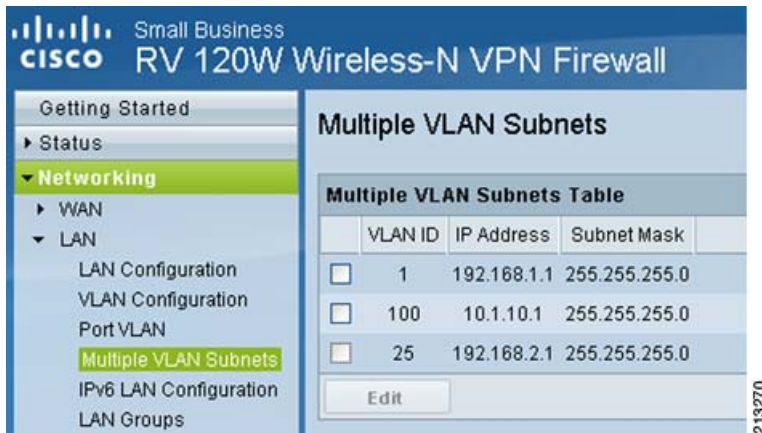 CISCO
Small Business
RV 120W Wireless-N VPN Firewall
Getting Started
Status
Networking
WAN
LAN
LAN Configuration
VLAN Configuration
Port VLAN
Multiple VLAN Subnets
IPv6 LAN Configuration
LAN Groups
Multiple VLAN Subnets
Multiple VLAN Subnets Table
VLAN ID IP Address Subnet Mask
1 192.168.1.1 255.255.255.0
100 10.1.10.1 255.255.255.0
25 192.168.2.1 255.255.255.0
Edit
213270